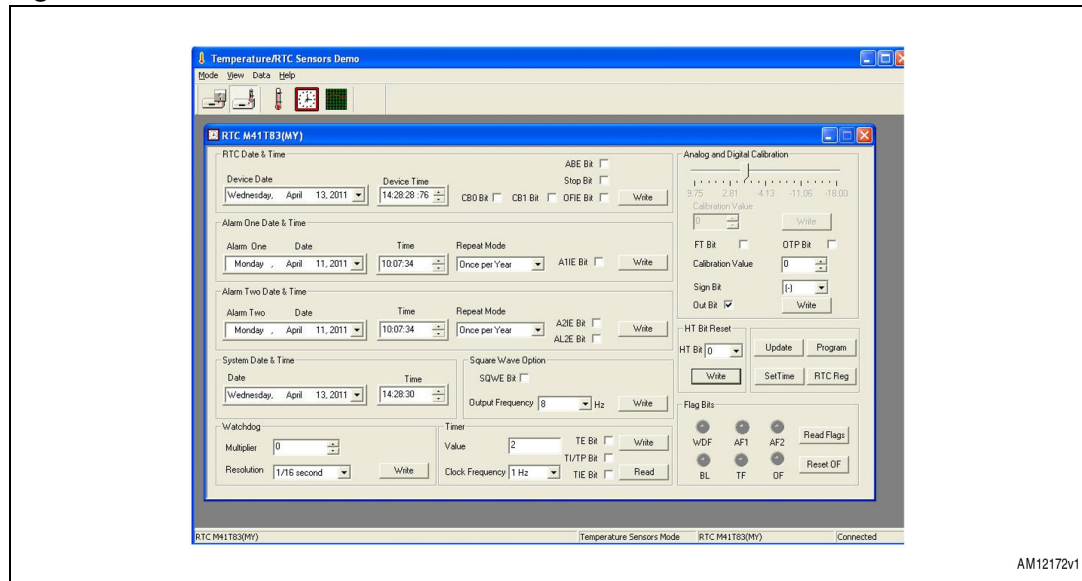 Temperature/RTC Sensors Demo
Mode View Data Help
RTC M41T83(MY)
RTC Date & Time
ABE Bit
Device Date
Device Time
Stop Bit
Wednesday, April 13, 2011
14:28:28 :76
CB0 Bit
CB1 Bit
OFIE Bit
Write
Alarm One Date & Time
Alarm One Date Time Repeat Mode
Monday , April 11, 2011
10:07:34
Once per Year
A1IE Bit
Write
Alarm Two Date & Time
Alarm Two Date Time Repeat Mode
Monday , April 11, 2011
10:07:34
Once per Year
A2IE Bit
AL2E Bit
Write
System Date & Time
Date Time
Wednesday, April 13, 2011
14:28:30
Square Wave Option
SQWE Bit
Output Frequency 8 Hz
Write
Watchdog
Multiplier 0
Resolution 1/16 second
Write
Timer
Value 2
TE Bit
Write
TI/TP Bit
Clock Frequency 1 Hz
TIE Bit
Read
Analog and Digital Calibration
9.75 2.81 -4.13 -11.06 -18.00
Calibration Value
0
Write
FT Bit
OTP Bit
Calibration Value 0
Sign Bit (-)
Out Bit
Write
HT Bit Reset
HT Bit 0
Write
Update Program
SetTime RTC Reg
Flag Bits
WDF AF1 AF2
Read Flags
BL TF OF
Reset OF
RTC M41T83(MY) Temperature Sensors Mode RTC M41T83(MY) Connected
AM12172v1